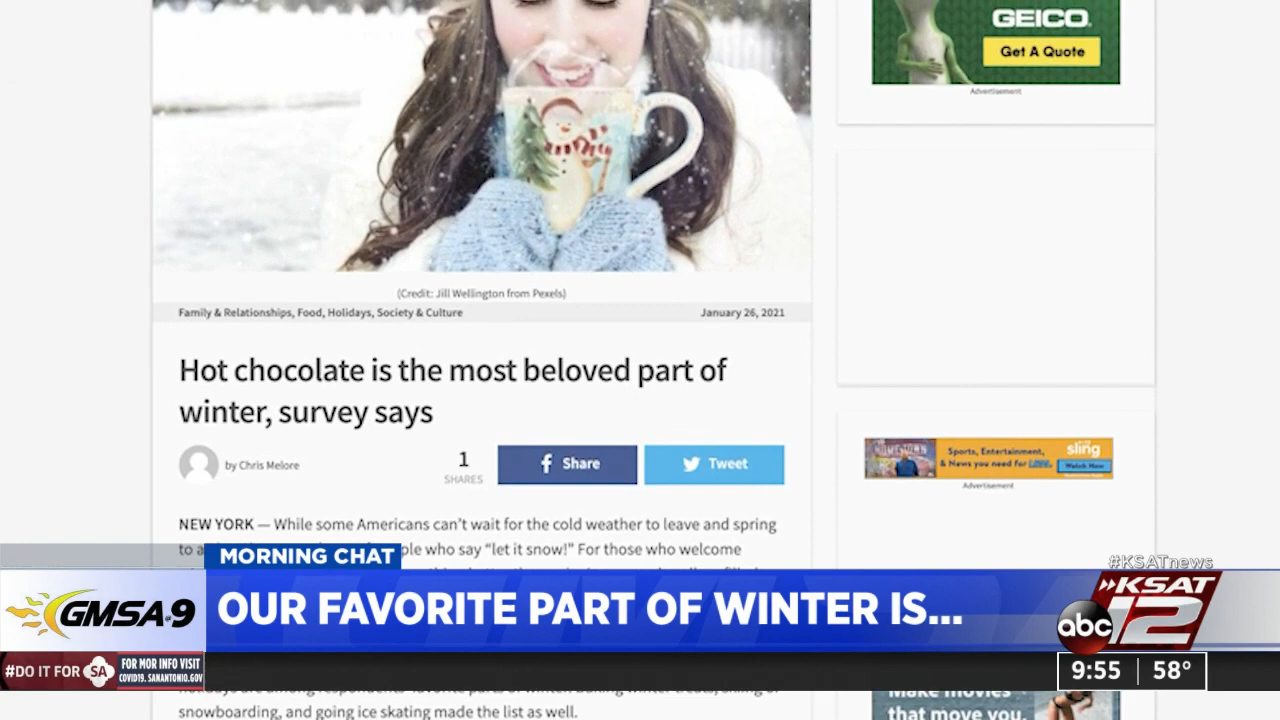 GEICO
Get A Quote
Advertisement
(Credit: Jill Wellington from Pexels)
Family & Relationships, Food, Holidays, Society & Culture
January 26, 2021
Hot chocolate is the most beloved part of
winter, survey says
by Chris Melore
1
SHARES
Share
Tweet
Sports, Entertainment,
& News you need for
sling
Watch Now
Advertisement
NEW YORK — While some Americans can't wait for the cold weather to leave and spring
to a
ple who say "let it snow!" For those who welcome
MORNING CHAT
#KSATnews
GMSA@9
OUR FAVORITE PART OF WINTER IS...
KSAT
abc 12
#DO IT FOR SA
FOR MOR INFO VISIT
COVID19.SANANTONIO.GOV
9:55 58°
snowboarding, and going ice skating made the list as well.
Make movies
that move you.